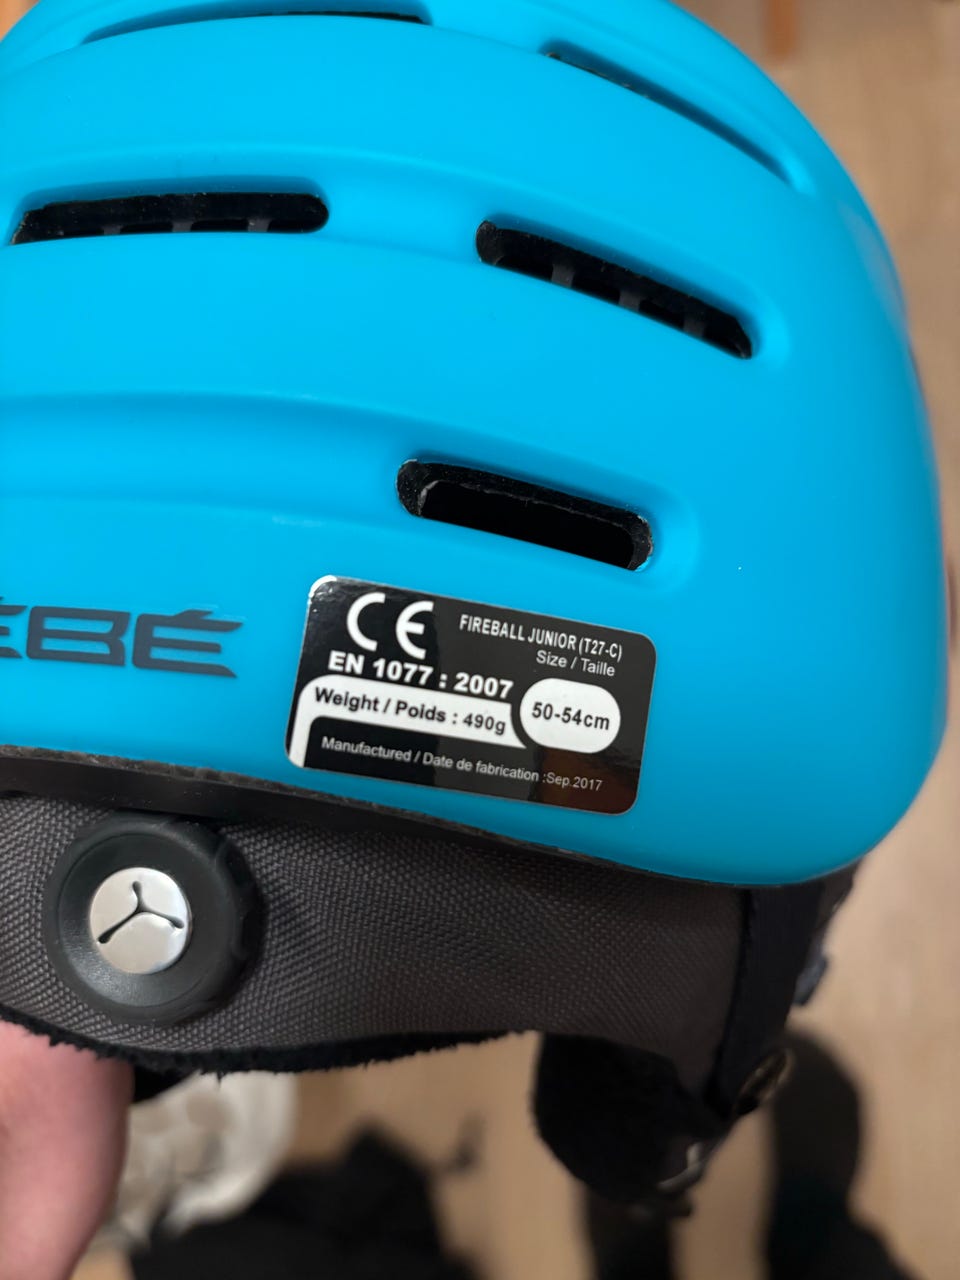 ÉBÉ
CE
FIREBALL JUNIOR (T27-C)
Size / Taille
EN 1077 : 2007
50-54cm
Weight / Poids : 490g
Manufactured / Date de fabrication :Sep.2017